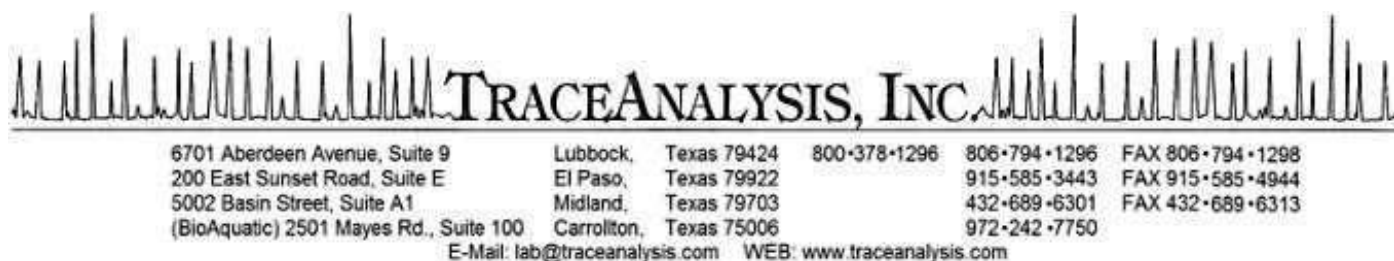 TRACEANALYSIS, INC.
6701 Aberdeen Avenue, Suite 9 Lubbock, Texas 79424 800•378•1296 806•794•1296 FAX 806•794•1298
200 East Sunset Road, Suite E El Paso, Texas 79922 915•585•3443 FAX 915•585•4944
5002 Basin Street, Suite A1 Midland, Texas 79703 432•689•6301 FAX 432•689•6313
(BioAquatic) 2501 Mayes Rd., Suite 100 Carrollton, Texas 75006 972•242•7750
E-Mail: lab@traceanalysis.com WEB: www.traceanalysis.com